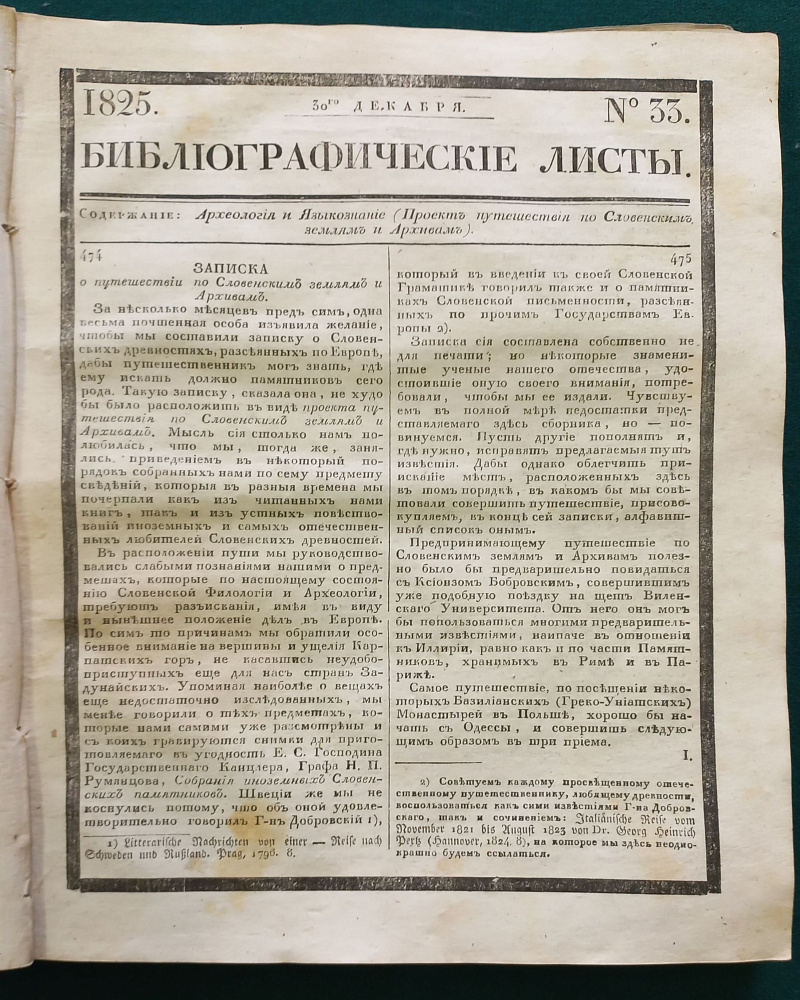 1825.
30го ДЕКАБРЯ.
№ 33.
БИБЛІОГРАФИЧЕСКІЕ ЛИСТЫ.
Содержаніе: Археологія и Языкознаніе (Проектъ путешествія по Словенскимъ
землямъ и Архивамъ).
474
ЗАПИСКА
о путешествіи по Словенскимъ землямъ и
Архивамъ.
За нѣсколько мѣсяцевъ предъ симъ, одна
весьма почтенная особа изъявила желаніе,
чтобы мы составили записку о Словен-
скихъ древностяхъ, разсѣянныхъ по Европѣ,
дабы путешественникъ могъ знать, гдѣ
ему искать должно памятниковъ сего
рода. Такую записку, сказала она, не худо
бы было расположить въ видѣ проекта пу-
тешествія по Словенскимъ землямъ и
Архивамъ. Мысль сія столько намъ по-
любилась, что мы, тогда же, заня-
лись приведеніемъ въ нѣкоторый по-
рядокъ собранныхъ нами по сему предмету
свѣдѣній, которыя въ разныя времена мы
почерпали какъ изъ читанныхъ нами
книгъ, такъ и изъ устныхъ повѣство-
ваній иноземныхъ и самыхъ отечествен-
ныхъ любителей Словенскихъ древностей.
Въ расположеніи пути мы руководство-
вались слабыми познаніями нашими о пред-
метахъ, которые по настоящему состоя-
нію Словенской Филологіи и Археологіи,
требуютъ разъисканія, имѣя въ виду
и нынѣшнее положеніе дѣлъ въ Европѣ.
По симъ то причинамъ мы обратили осо-
бенное вниманіе на вершины и ущелія Кар-
патскихъ горъ, не касавшись неудобо-
приступныхъ еще для насъ странъ За-
дунайскихъ. Упоминая наиболѣе о вещахъ
еще недостаточно изслѣдованныхъ, мы
менѣе говорили о тѣхъ предметахъ, ко-
торые нами самими уже разсмотрѣны и
съ коихъ гравируются снимки для приго-
товляемаго въ угодность Е. С. Господина
Государственнаго Канцлера, Графа Н. П.
Румянцова, Собранія иноземныхъ Словен-
скихъ памятниковъ. Швеціи же мы не
коснулись потому, что объ оной удовле-
творительно говорилъ Г-нъ Добровскій 1),
1) Litterarische Nachrichten von einer — Reise nach
Schweden und Rußland. Prag, 1796. 8.
475
который въ введеніи къ своей Словенской
Грамашикѣ говорилъ также и о памятни-
кахъ Словенской письменности, разсѣян-
ныхъ по прочимъ Государствамъ Ев-
ропы 2).
Записка сія составлена собственно не
для печати; но нѣкоторые знамени-
тые ученые нашего отечества, удо-
стоившіе оную своего вниманія, потре-
бовали, чтобы мы ее издали. Чувству-
емъ въ полной мѣрѣ недостатки пред-
ставляемаго здѣсь сборника, но — по-
винуемся. Пусть другіе пополнятъ и,
гдѣ нужно, исправятъ предлагаемыя тутъ
извѣстія. Дабы однако облегчить прі-
исканіе мѣстъ, расположенныхъ здѣсь
въ томъ порядкѣ, въ какомъ бы мы совѣ-
товали совершить путешествіе, присово-
купляемъ, въ концѣ сей записки, алфавит-
ный списокъ онымъ.
Предпринимающему путешествіе по
Словенскимъ землямъ и Архивамъ полез-
но было бы предварительно повидаться
съ Ксіонзомъ Бобровскимъ, совершившимъ
уже подобную поѣздку на щетъ Вилен-
скаго Университета. Отъ него онъ могъ
бы попользоваться многими предваритель-
ными извѣстіями, наипаче въ отношеніи
къ Иллиріи, равно какъ и по части Памят-
никовъ, хранимыхъ въ Римѣ и въ Па-
рижѣ.
Самое путешествіе, по посѣщеніи нѣко-
торыхъ Базиліанскихъ (Греко-Уніатскихъ)
Монастырей въ Польшѣ, хорошо бы на-
чать съ Одессы, и совершить слѣдую-
щимъ образомъ въ три пріема.
I.
2) Совѣтуемъ каждому просвѣщенному отече-
ственному путешественнику, любящему древности,
воспользоваться какъ сими извѣстіями Г-на Добров-
скаго, такъ и сочиненіемъ: Italiänische Reise vom
November 1821 bis August 1823 von Dr. Georg Heinrich
Pertz (Hannover, 1824. 8), на которое мы здѣсь неодно-
кратно будемъ ссылаться.